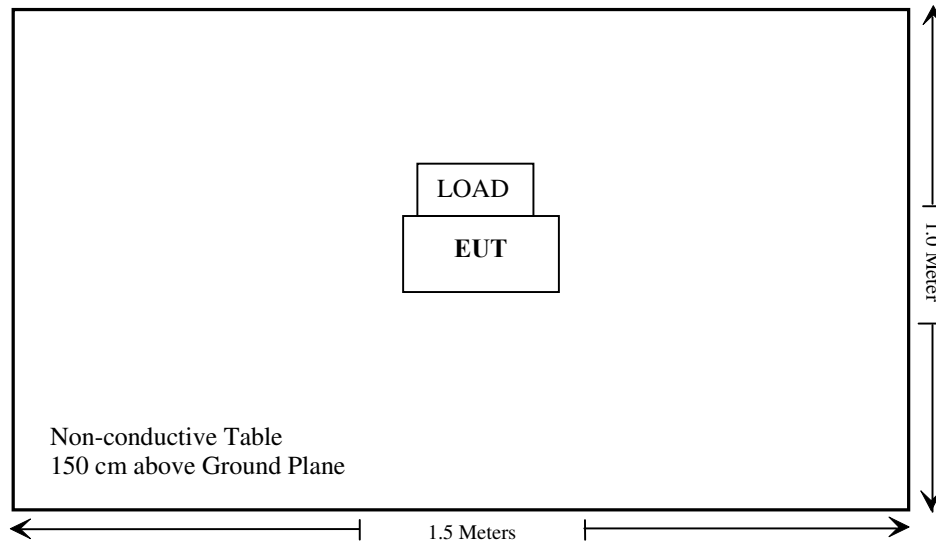 LOAD
EUT
1.0 Meter
Non-conductive Table
150 cm above Ground Plane
1.5 Meters